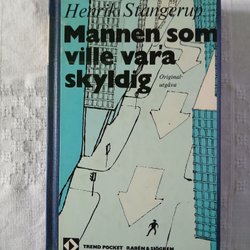 Henrik Stangerup
Mannen som
ville vara
skyldig
Original-
utgåva
TREND POCKET RABÉN & SJÖGREN